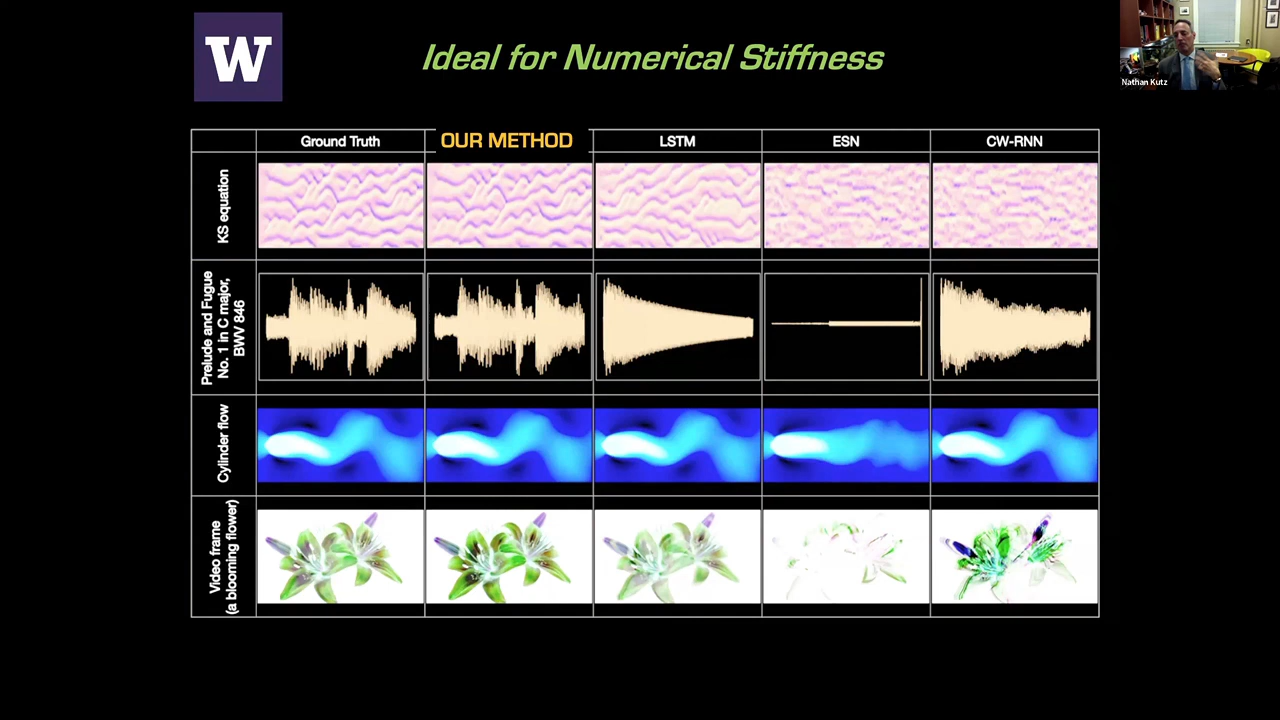 W
Ideal for Numerical Stiffness
Nathan Kutz
Ground Truth
OUR METHOD
LSTM
ESN
CW-RNN
KS equation
Prelude and Fugue
No. 1 in C major,
BWV 846
Cylinder flow
Video frame
(a blooming flower)